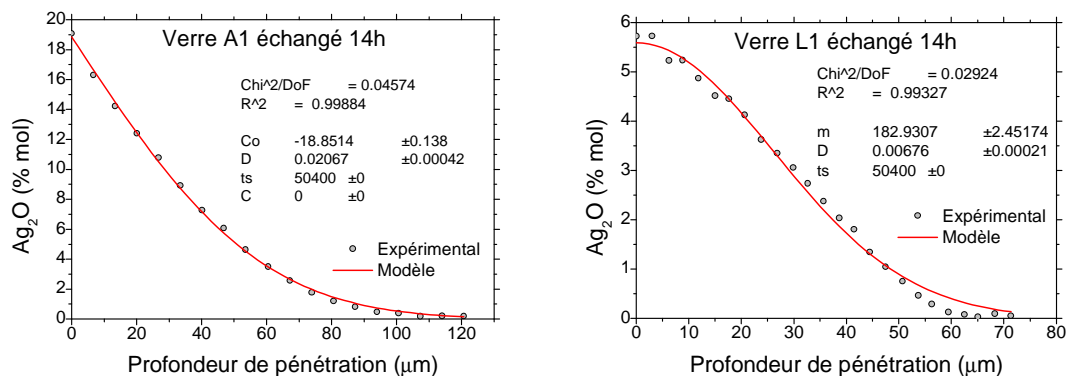 Verre A1 échangé 14h
Chi^2/DoF = 0.04574
R^2 = 0.99884
Co -18.8514 ±0.138
D 0.02067 ±0.00042
ts 50400 ±0
C 0 ±0
Expérimental
Modèle
Ag2O (% mol)
20
18
16
14
12
10
8
6
4
2
0
0 20 40 60 80 100 120
Profondeur de pénétration (μm)
Verre L1 échangé 14h
Chi^2/DoF = 0.02924
R^2 = 0.99327
m 182.9307 ±2.45174
D 0.00676 ±0.00021
ts 50400 ±0
Expérimental
Modèle
Ag2O (% mol)
6
5
4
3
2
1
0
0 10 20 30 40 50 60 70 80
Profondeur de pénétration (μm)